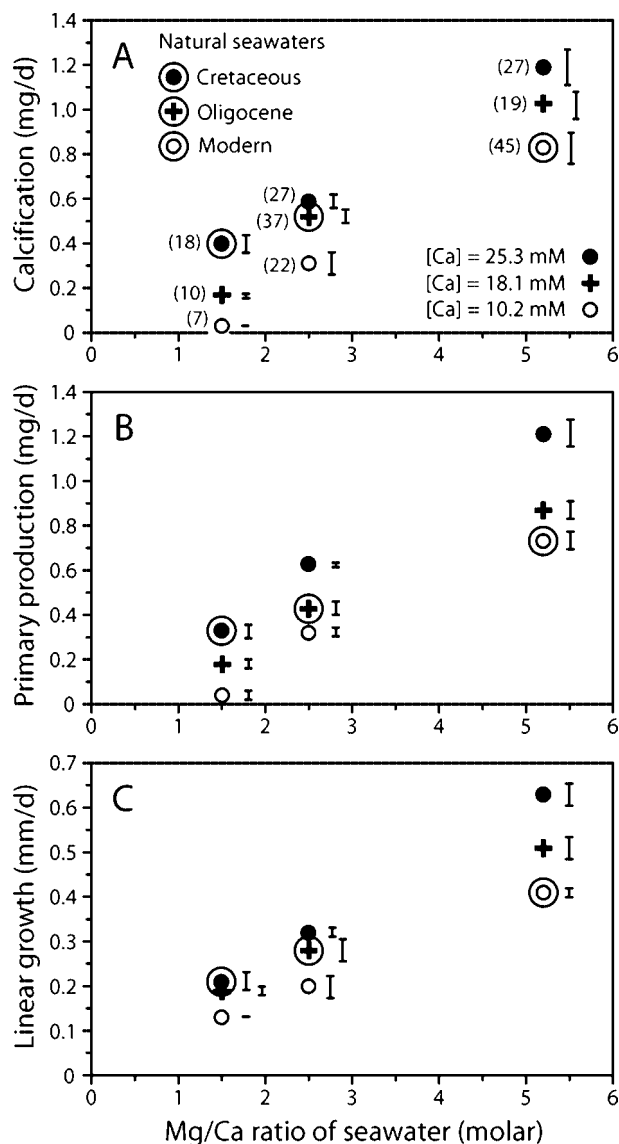 A
Natural seawaters
Cretaceous
Oligocene
Modern
Calcification (mg/d)
1.4
1.2
1.0
0.8
0.6
0.4
0.2
0
(27)
(19)
(45)
(27)
(37)
(22)
(18)
(10)
(7)
[Ca] = 25.3 mM
[Ca] = 18.1 mM
[Ca] = 10.2 mM
0 1 2 3 4 5 6
B
Primary production (mg/d)
1.4
1.2
1.0
0.8
0.6
0.4
0.2
0
0 1 2 3 4 5 6
C
Linear growth (mm/d)
0.7
0.6
0.5
0.4
0.3
0.2
0.1
0
0 1 2 3 4 5 6
Mg/Ca ratio of seawater (molar)